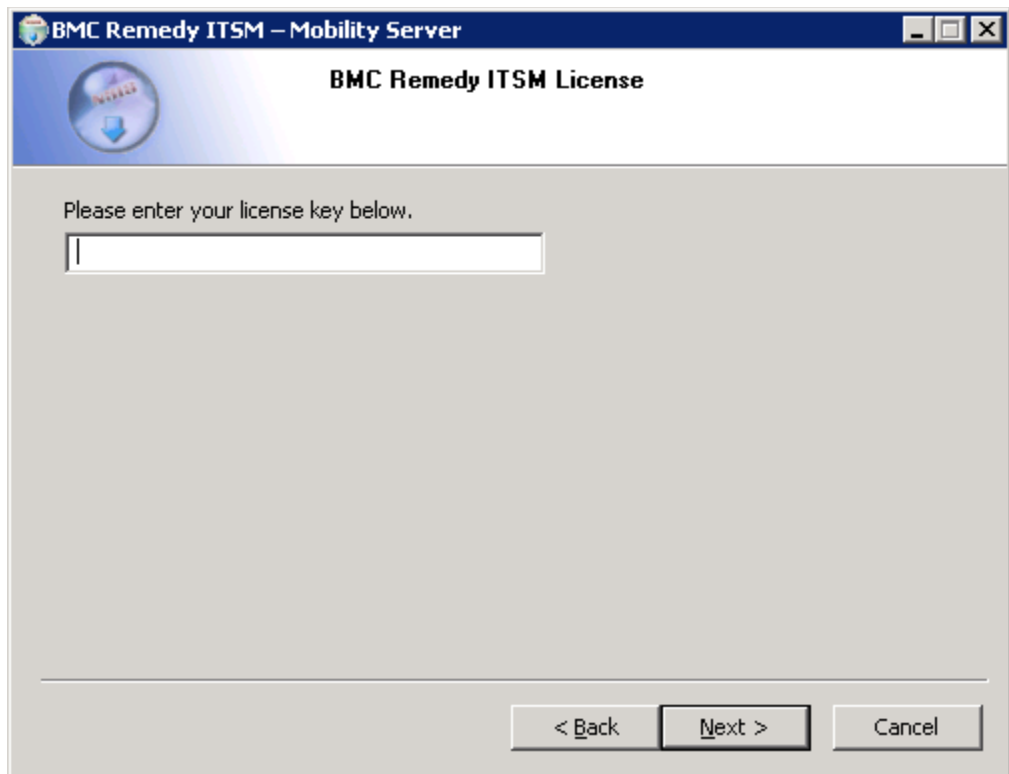 BMC Remedy ITSM – Mobility Server
BMC Remedy ITSM License
Please enter your license key below.
< Back
Next >
Cancel